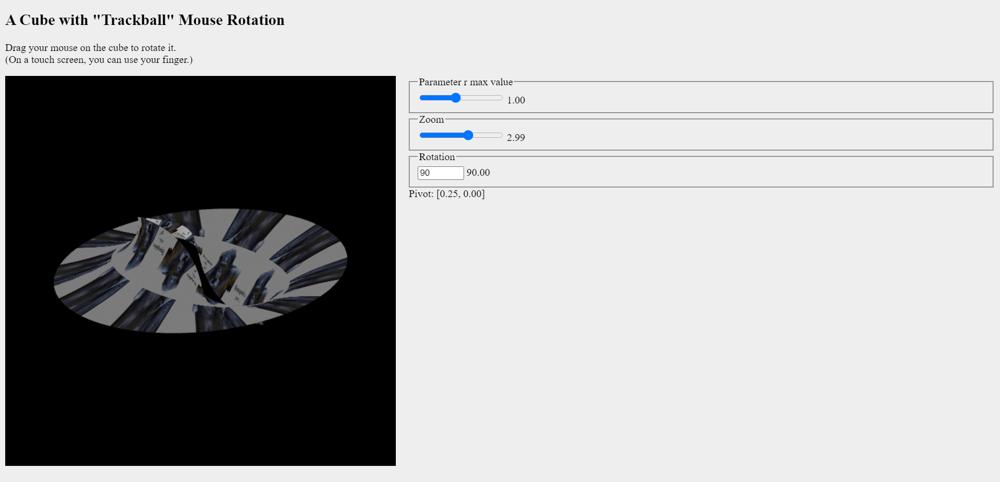 A Cube with "Trackball" Mouse Rotation
Drag your mouse on the cube to rotate it.
(On a touch screen, you can use your finger.)
Parameter r max value
1.00
Zoom
2.99
Rotation
90 90.00
Pivot: [0.25, 0.00]